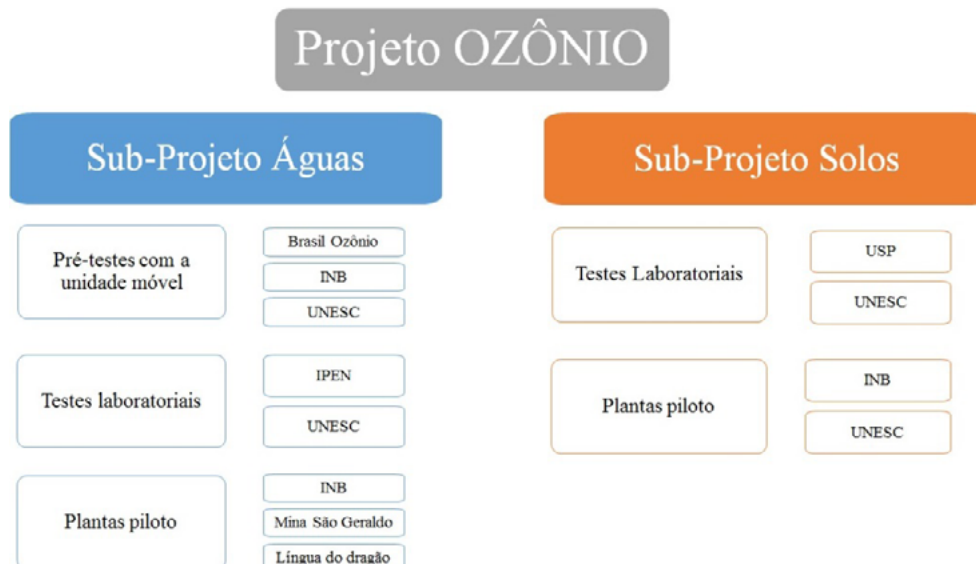 Projeto OZÔNIO
Sub-Projeto Águas
Pré-testes com a
unidade móvel
Brasil Ozônio
INB
UNESC
Testes laboratoriais
IPEN
UNESC
Plantas piloto
INB
Mina São Geraldo
Língua do dragão
Sub-Projeto Solos
Testes Laboratoriais
USP
UNESC
Plantas piloto
INB
UNESC